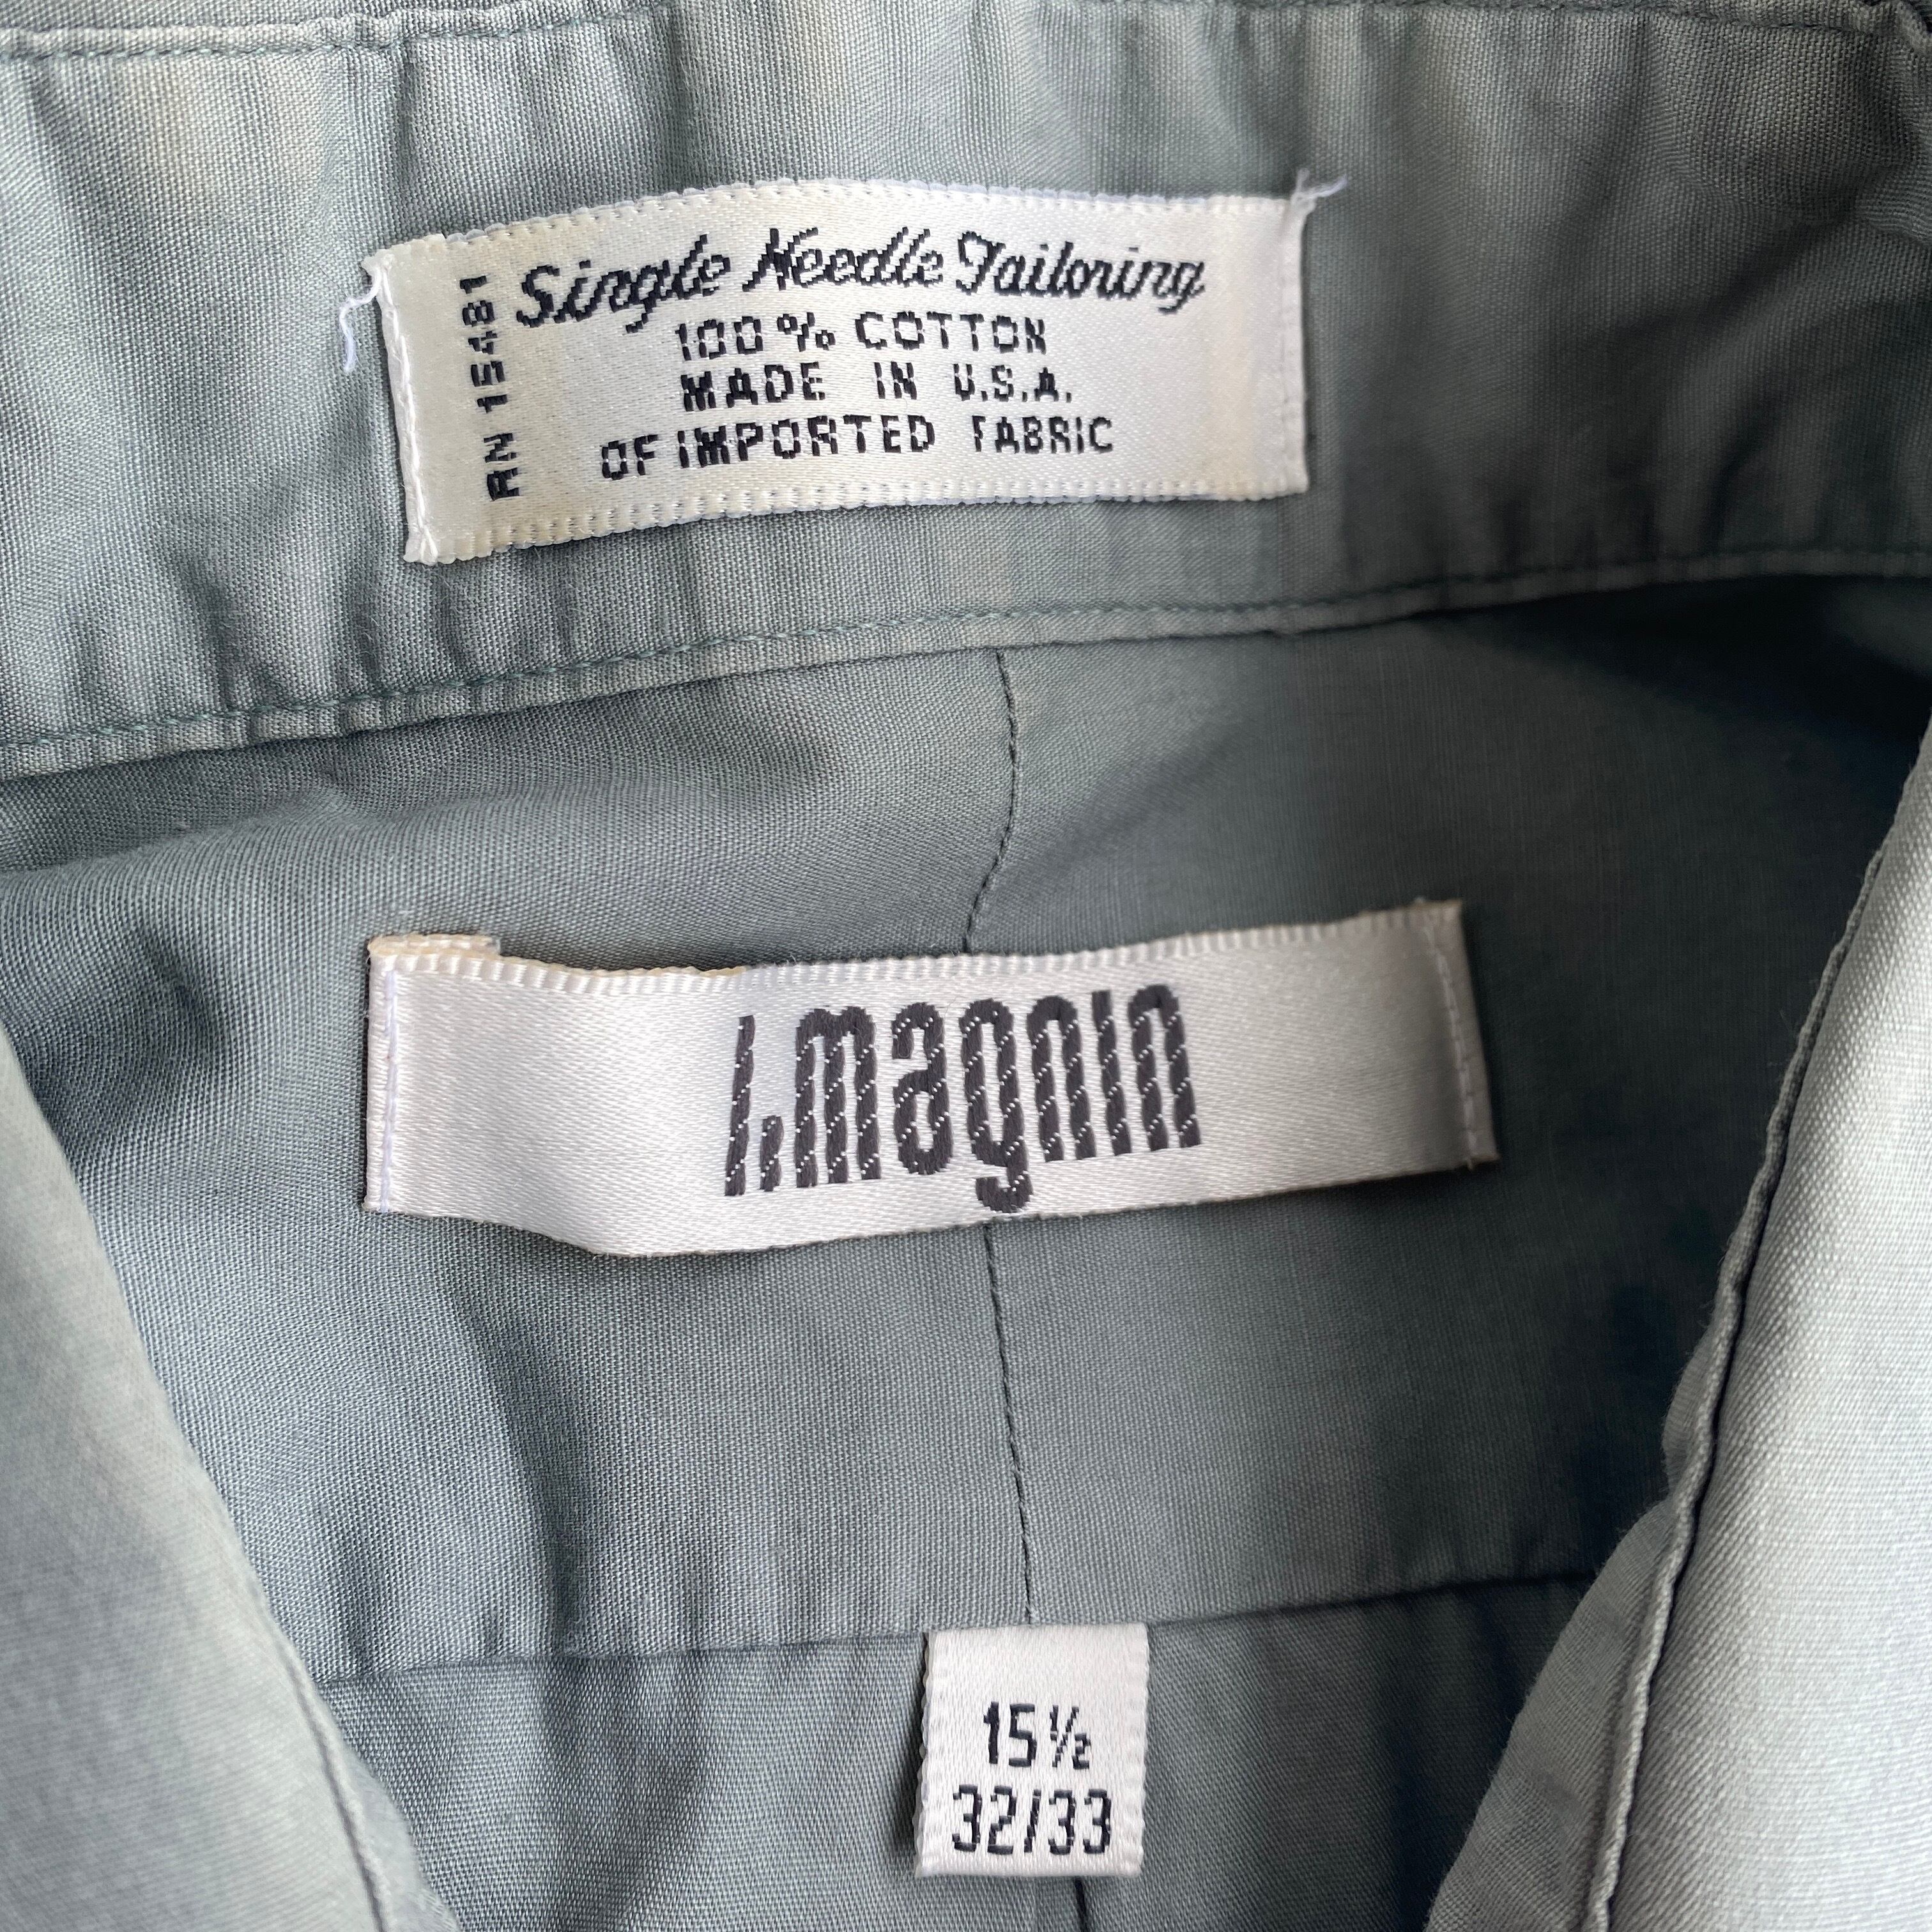 RN 15481
Single Needle Tailoring
100% COTTON
MADE IN U.S.A.
OF IMPORTED FABRIC
I. magnin
15½
32/33